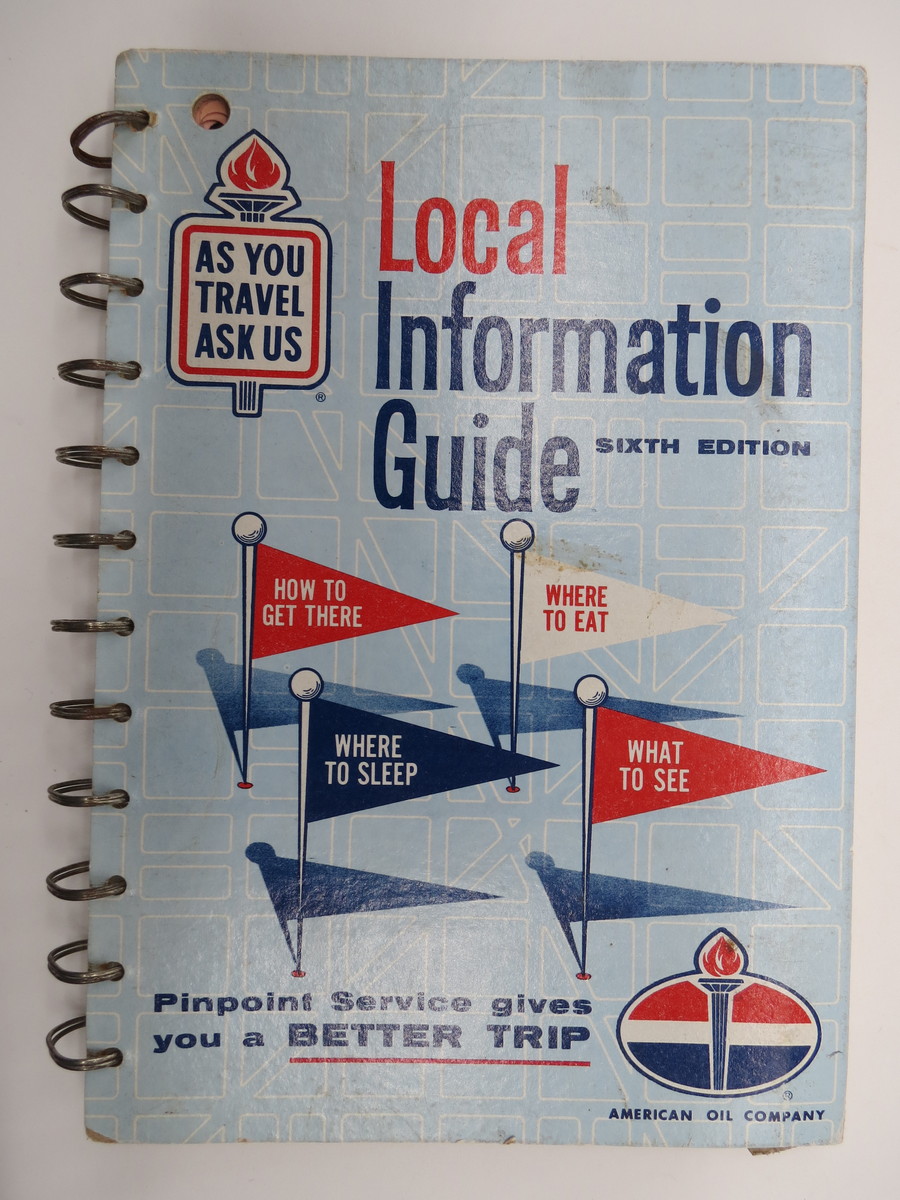 AS YOU
TRAVEL
ASK US
®
Local
Information
Guide
SIXTH EDITION
HOW TO
GET THERE
WHERE
TO EAT
WHERE
TO SLEEP
WHAT
TO SEE
Pinpoint Service gives
you a BETTER TRIP
®
AMERICAN OIL COMPANY